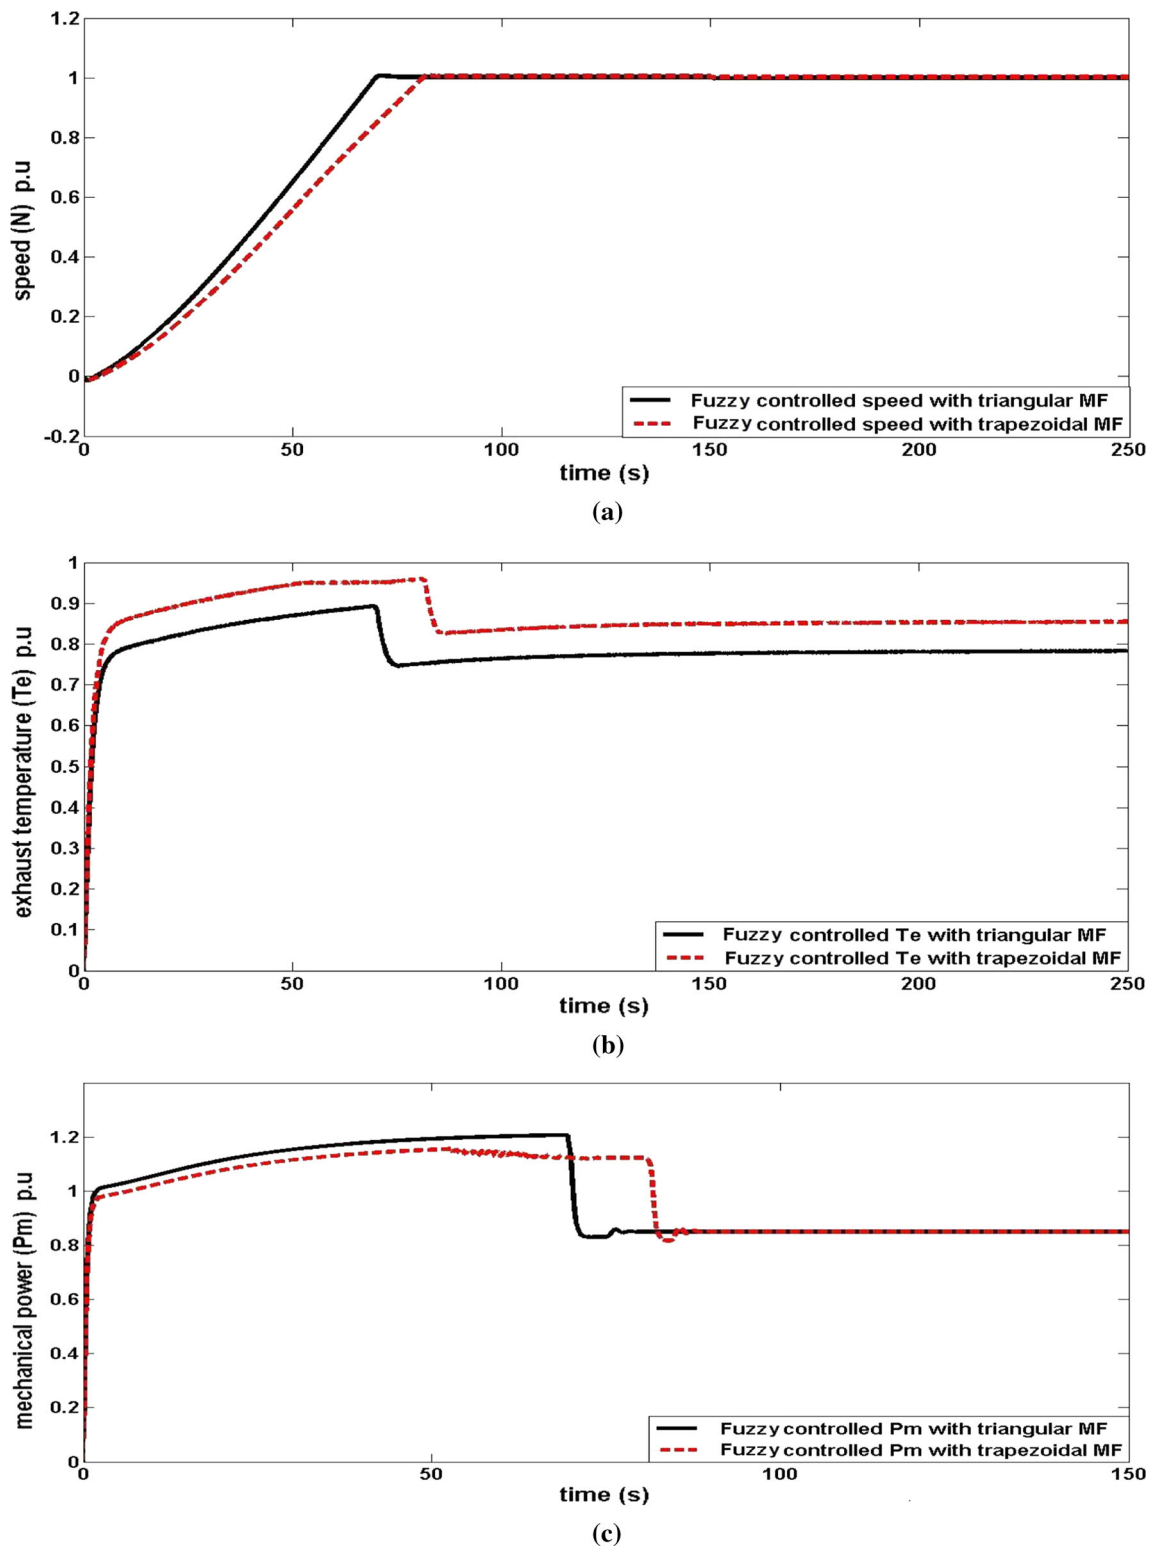 1.2
1
0.8
0.6
0.4
0.2
0
-0.2
speed (N) p.u
Fuzzy controlled speed with triangular MF
Fuzzy controlled speed with trapezoidal MF
0 50 100 150 200 250
time (s)
(a)
1
0.9
0.8
0.7
0.6
0.5
0.4
0.3
0.2
0.1
0
exhaust temperature (Te) p.u
Fuzzy controlled Te with triangular MF
Fuzzy controlled Te with trapezoidal MF
0 50 100 150 200 250
time (s)
(b)
1.2
1
0.8
0.6
0.4
0.2
0
mechanical power (Pm) p.u
Fuzzy controlled Pm with triangular MF
Fuzzy controlled Pm with trapezoidal MF
0 50 100 150
time (s)
(c)